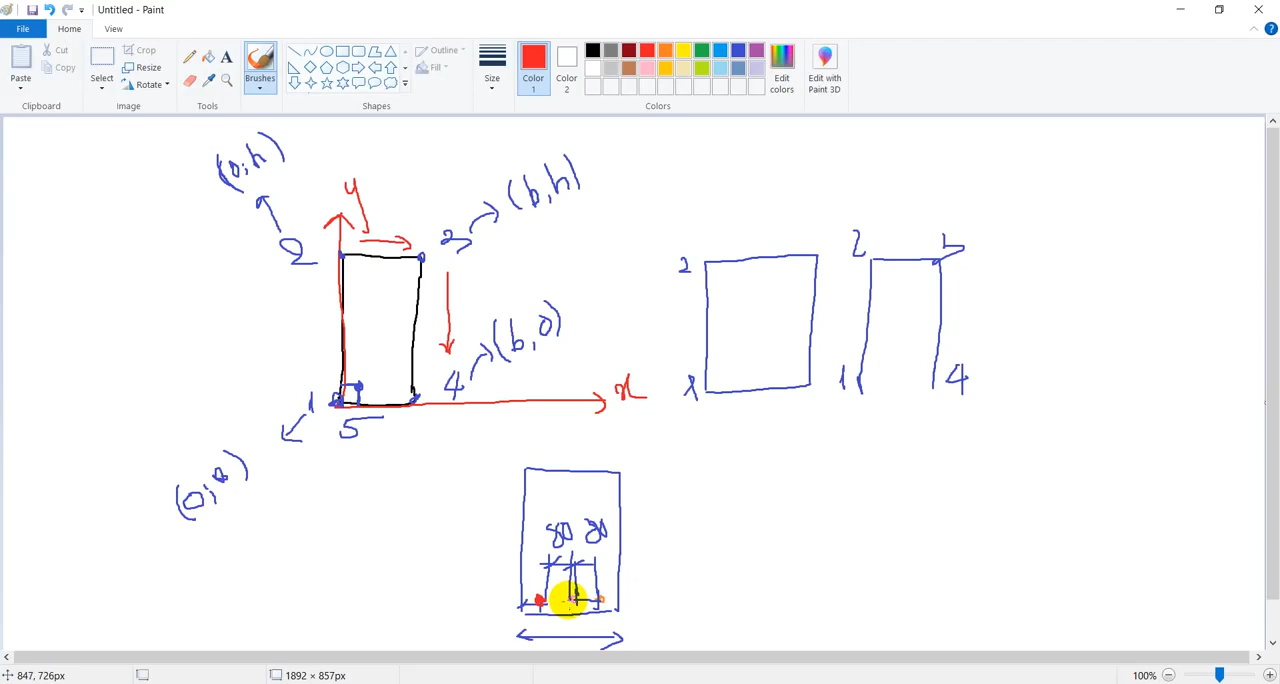 Untitled - Paint
File
Home
View
Paste
Cut
Copy
Clipboard
Select
Crop
Resize
Rotate
Image
Tools
Brushes
Shapes
Outline
Fill
Size
Color 1
Color 2
Edit colors
Edit with Paint 3D
Colors
(0,h)
y
(b,h)
2
3
(b,0)
1
4
x
5
2
1
2
3
1
4
80
80
847, 726px
1892 × 857px
100%